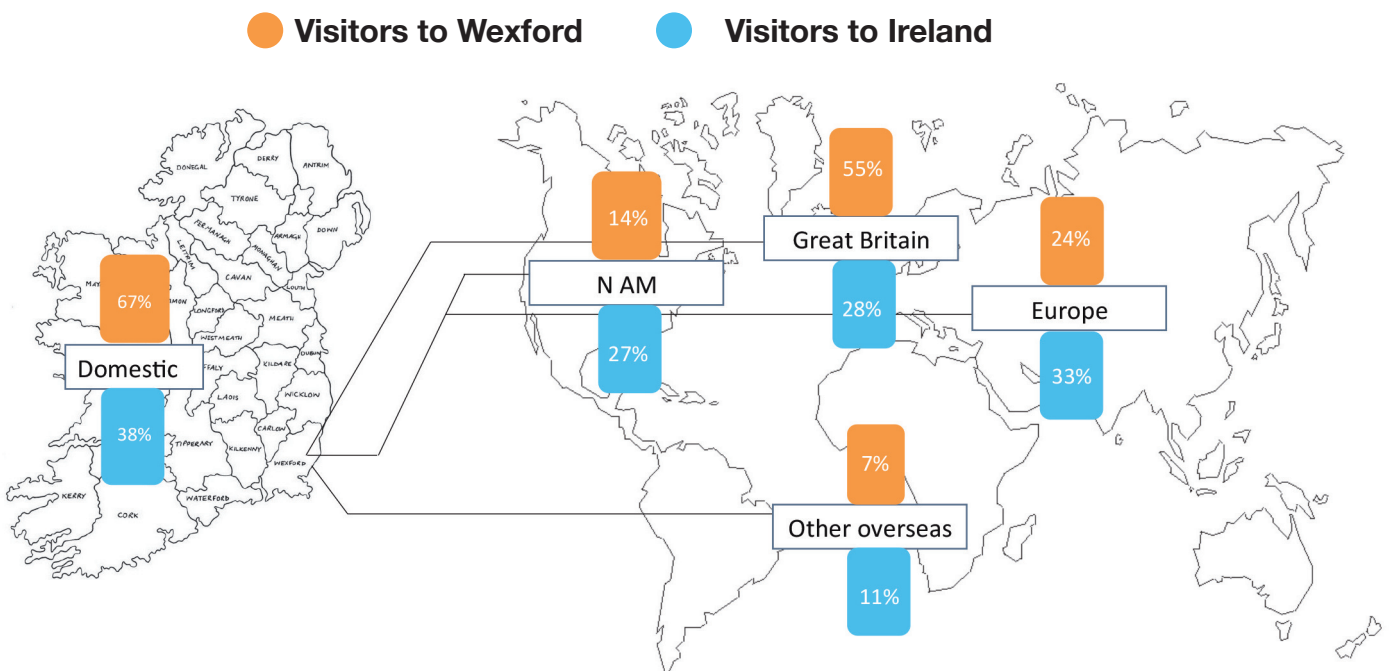 Visitors to Wexford
Visitors to Ireland
DONEGAL
DERRY
ANTRIM
TYRONE
FERMANAGH
ARMAGH
DOWN
MONAGHAN
LEITRIM
CAVAN
LOUTH
LONGFORD
MEATH
WESTMEATH
DUBLIN
KILDARE
LAOIS
WICKLOW
CARLOW
TIPPERARY
KILKENNY
WEXFORD
WATERFORD
KERRY
CORK
67%
Domestic
38%
14%
N AM
27%
55%
Great Britain
28%
24%
Europe
33%
7%
Other overseas
11%